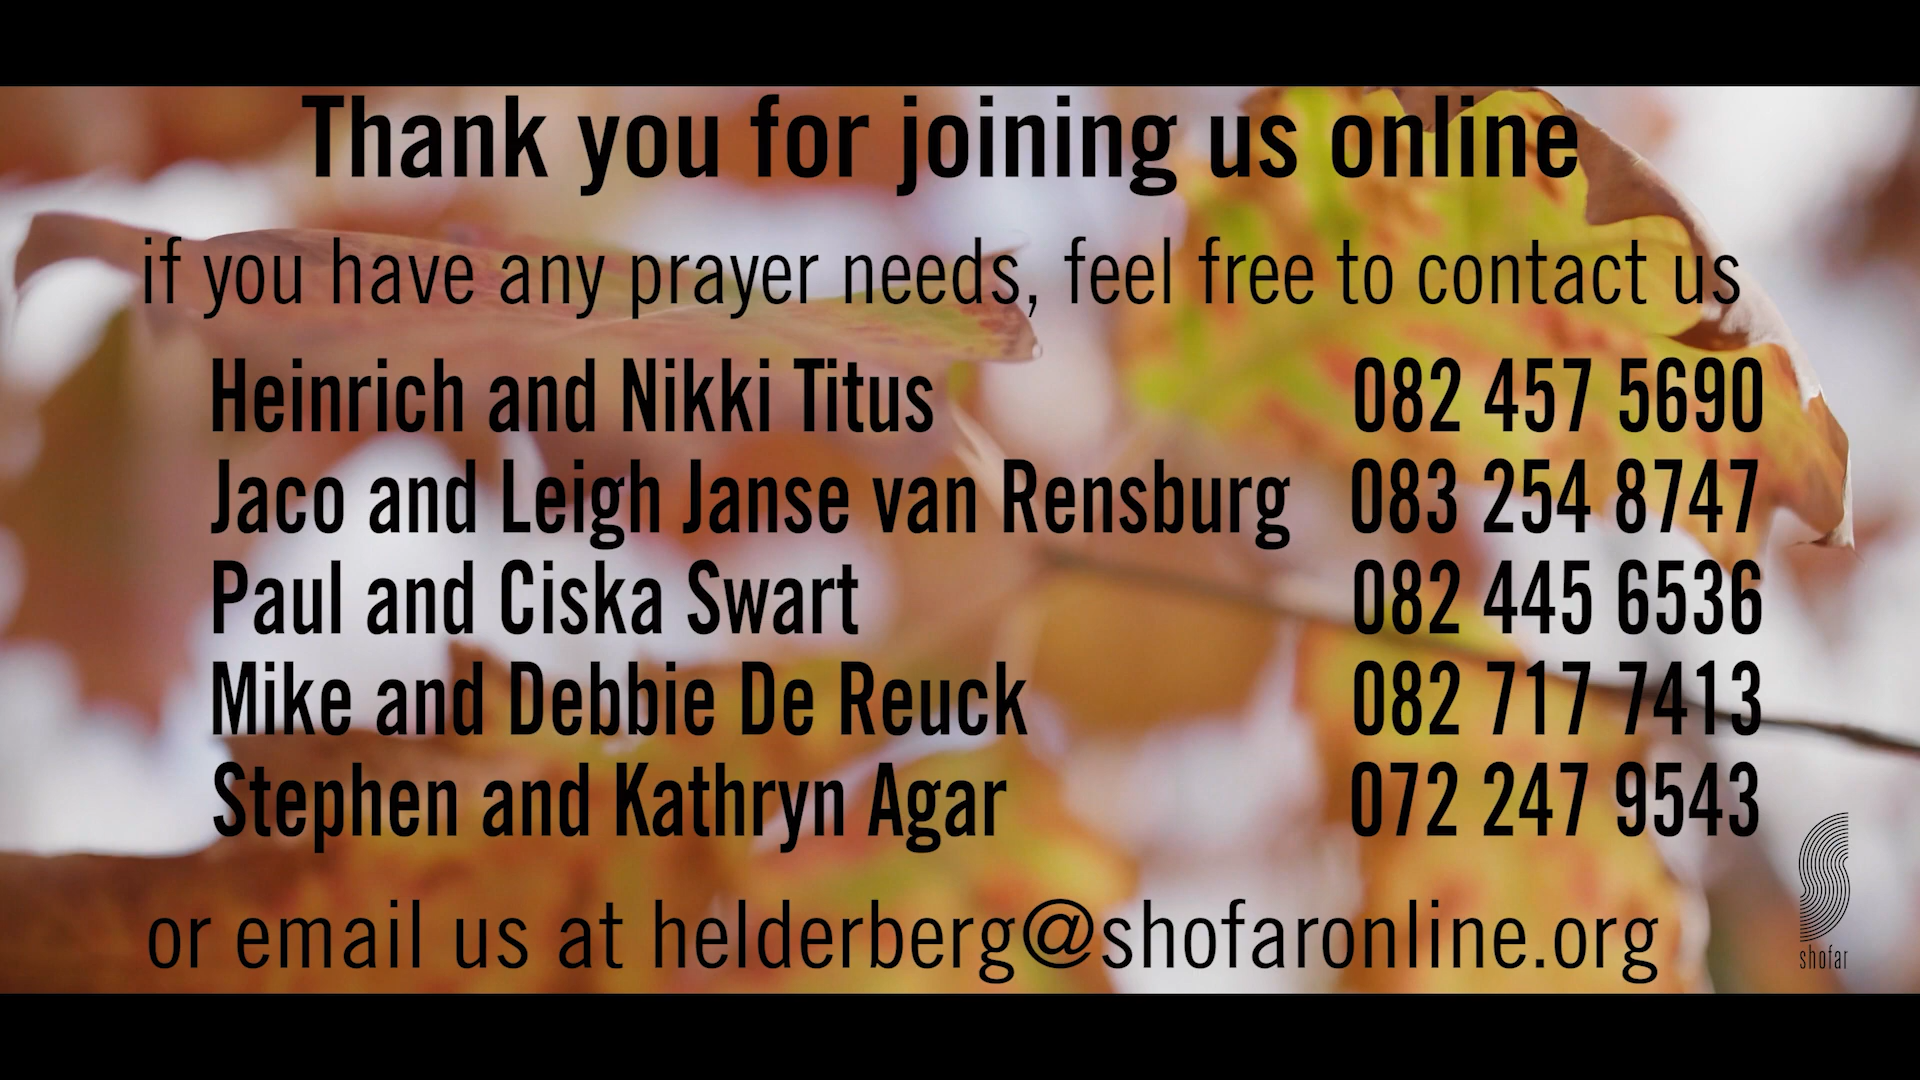 Thank you for joining us online
if you have any prayer needs, feel free to contact us
Heinrich and Nikki Titus 082 457 5690
Jaco and Leigh Janse van Rensburg 083 254 8747
Paul and Ciska Swart 082 445 6536
Mike and Debbie De Reuck 082 717 7413
Stephen and Kathryn Agar 072 247 9543
or email us at helderberg@shofaronline.org
shofar